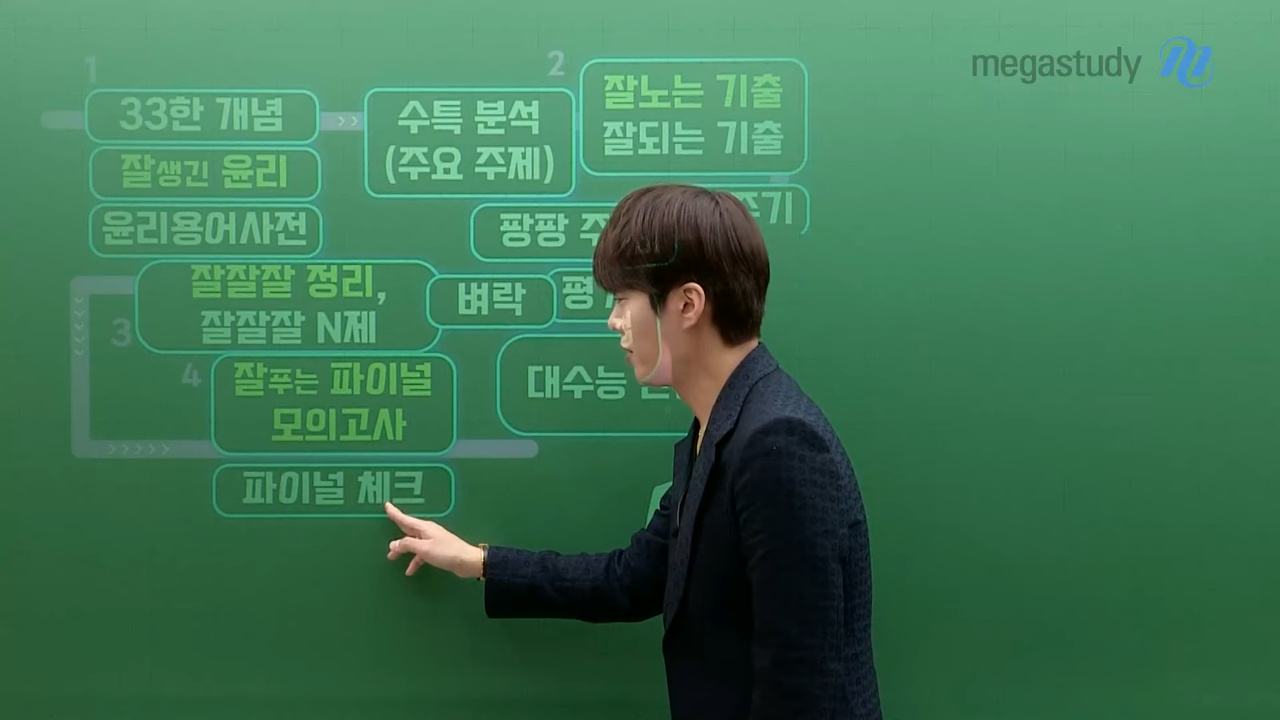 megastudy
1
33한 개념
잘생긴 윤리
윤리용어사전
수특 분석
(주요 주제)
2
잘노는 기출
잘되는 기출
팡팡
3
잘잘잘 정리,
잘잘잘 N제
벼락
4
잘푸는 파이널
모의고사
대수능
파이널 체크